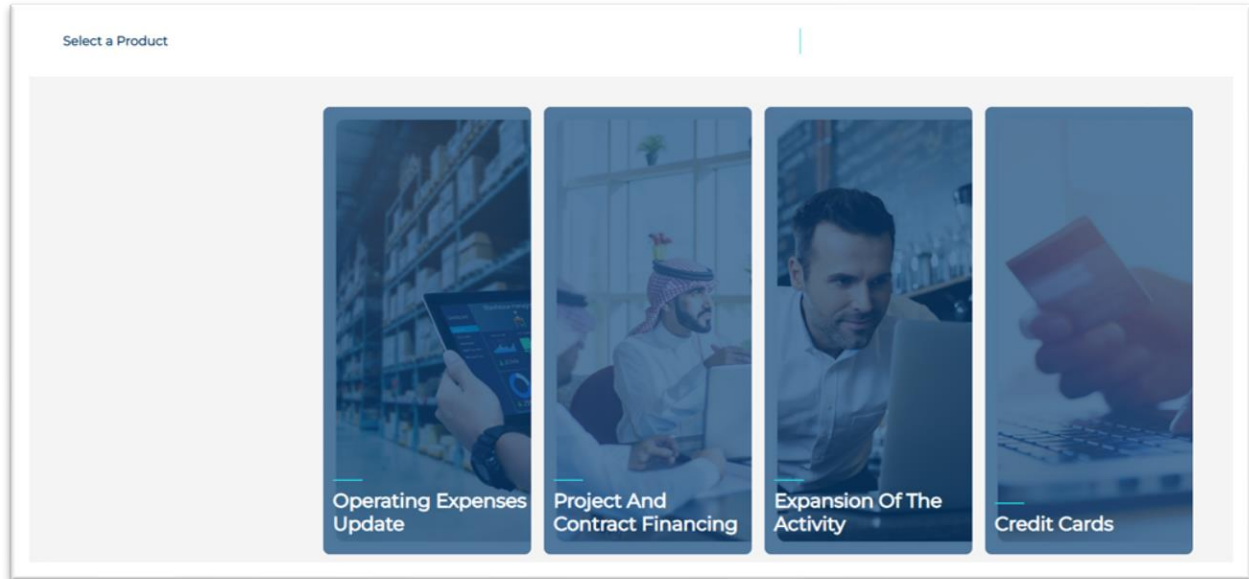 Select a Product
Operating Expenses
Update
Project And
Contract Financing
Expansion Of The
Activity
Credit Cards